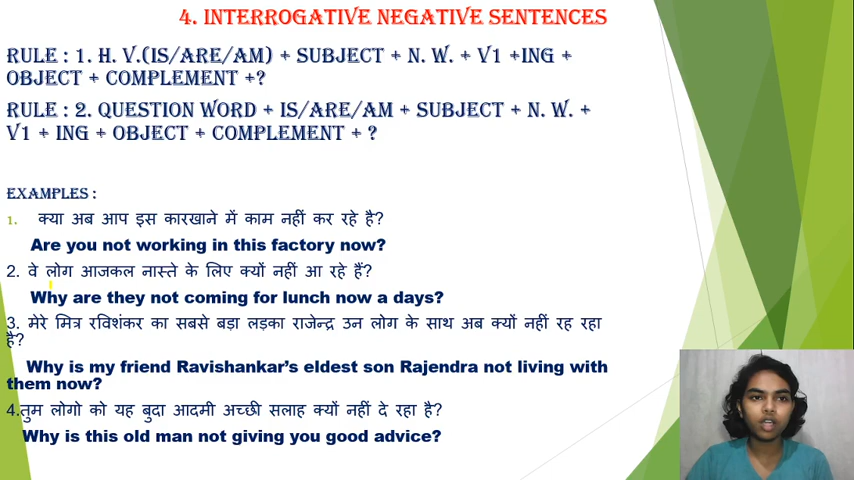 4. INTERROGATIVE NEGATIVE SENTENCES
RULE : 1. H. V.(IS/ARE/AM) + SUBJECT + N. W. + V1 +ING +
OBJECT + COMPLEMENT +?
RULE : 2. QUESTION WORD + IS/ARE/AM + SUBJECT + N. W. +
V1 + ING + OBJECT + COMPLEMENT + ?
EXAMPLES :
1. क्या अब आप इस कारखाने में काम नहीं कर रहे है?
Are you not working in this factory now?
2. वे लोग आजकल नास्ते के लिए क्यों नहीं आ रहे हैं?
Why are they not coming for lunch now a days?
3. मेरे मित्र रविशंकर का सबसे बड़ा लड़का राजेन्द्र उन लोग के साथ अब क्यों नहीं रह रहा
है?
Why is my friend Ravishankar's eldest son Rajendra not living with
them now?
4.तुम लोगो को यह बुदा आदमी अच्छी सलाह क्यों नहीं दे रहा है?
Why is this old man not giving you good advice?